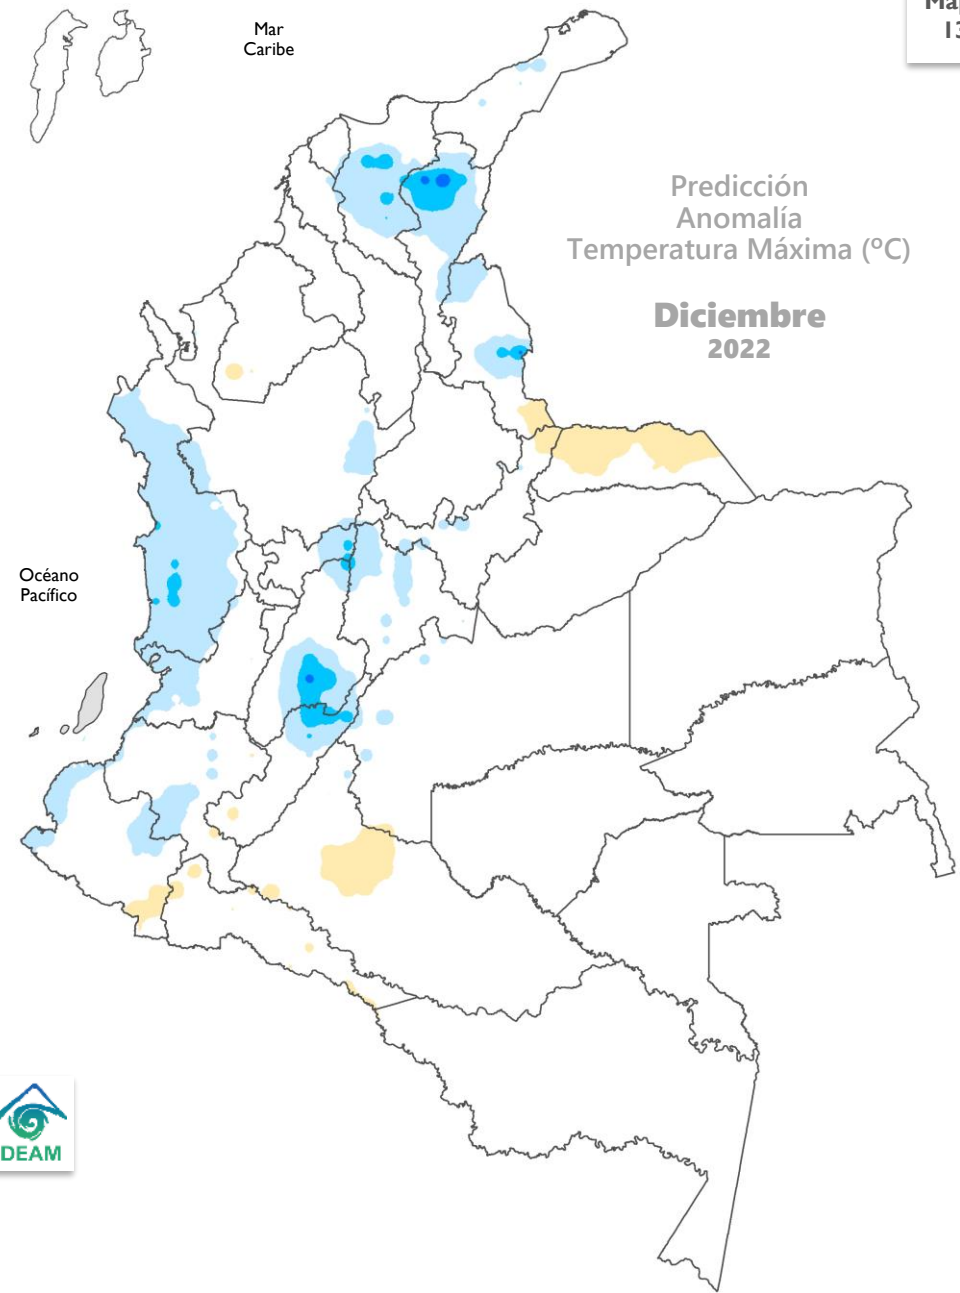 Mar
Caribe
Predicción
Anomalía
Temperatura Máxima (ºC)
Diciembre
2022
Océano
Pacífico
DEAM